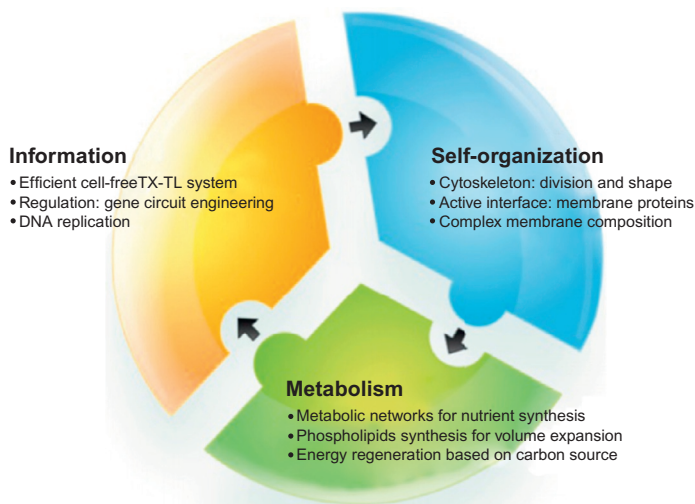 Information
• Efficient cell-freeTX-TL system
• Regulation: gene circuit engineering
• DNA replication
Self-organization
• Cytoskeleton: division and shape
• Active interface: membrane proteins
• Complex membrane composition
Metabolism
• Metabolic networks for nutrient synthesis
• Phospholipids synthesis for volume expansion
• Energy regeneration based on carbon source